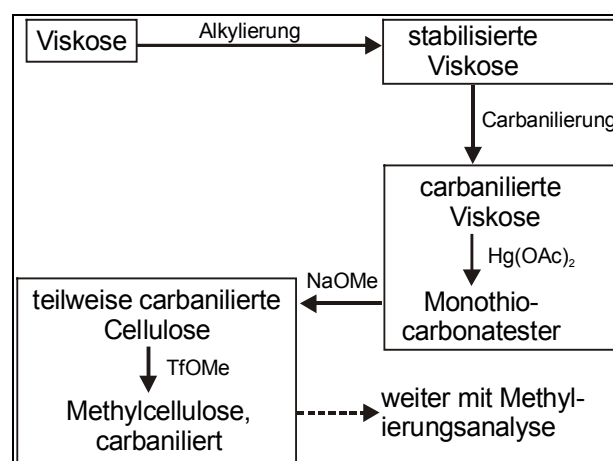 Viskose
Alkylierung
stabilisierte
Viskose
Carbanilierung
carbanilierte
Viskose
Hg(OAc)₂
Monothio-
carbonatester
NaOMe
teilweise carbanilierte
Cellulose
TfOMe
Methylcellulose,
carbaniliert
weiter mit Methyl-
ierungsanalyse